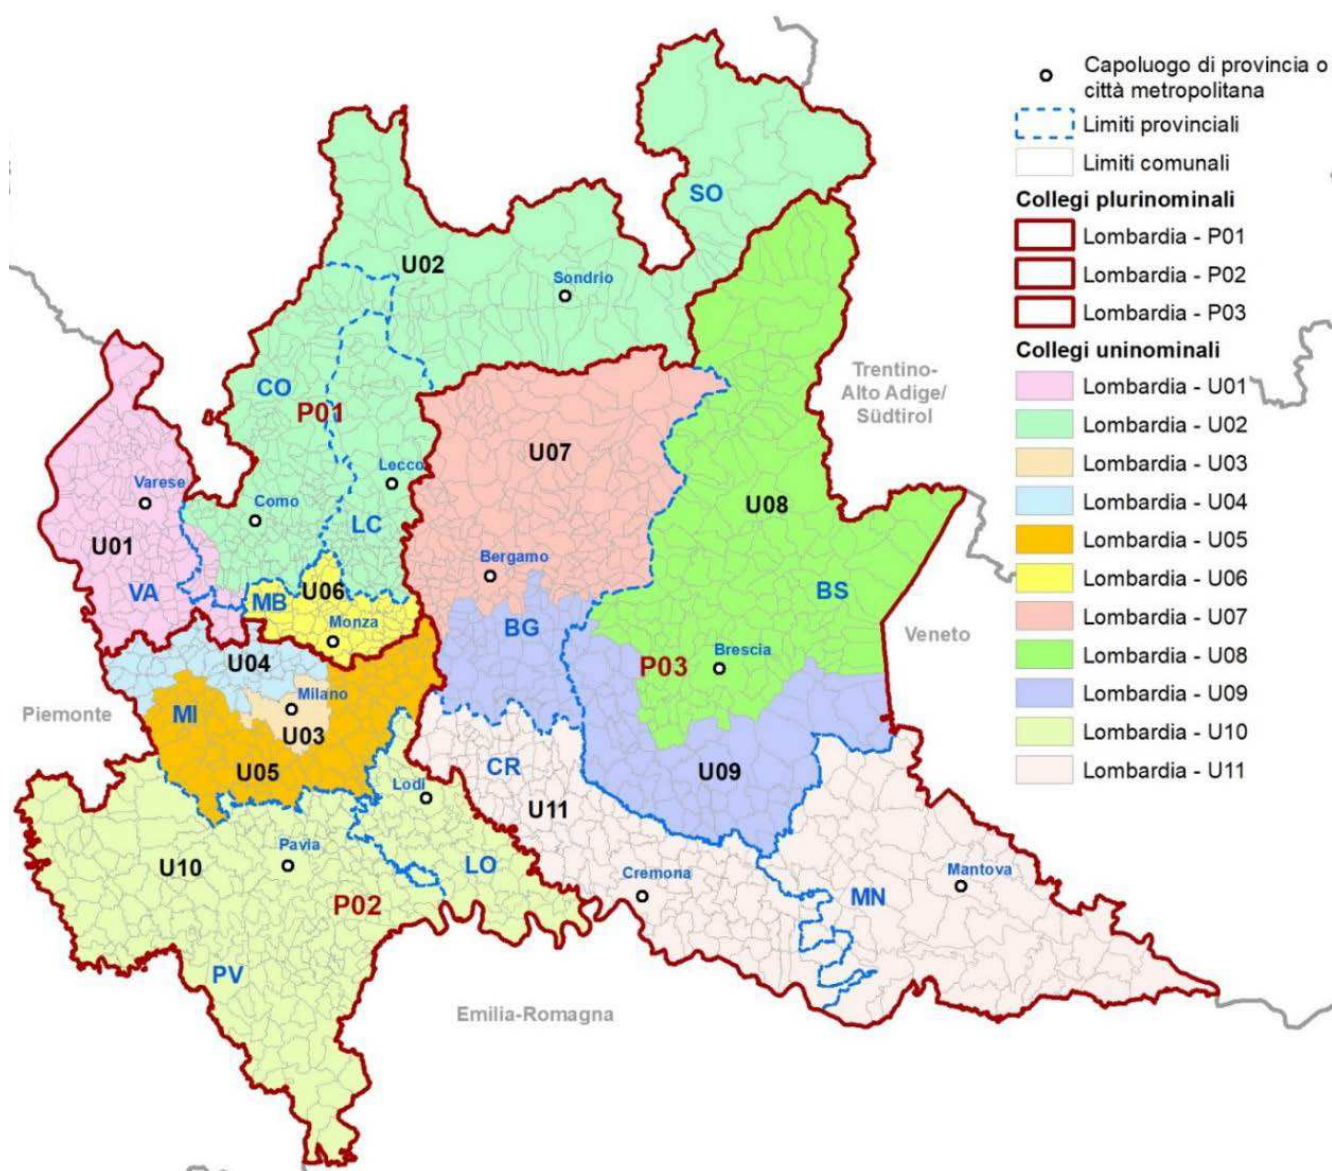 Capoluogo di provincia o
città metropolitana
Limiti provinciali
Limiti comunali
Collegi plurinominali
Lombardia - P01
Lombardia - P02
Lombardia - P03
Collegi uninominali
Lombardia - U01
Lombardia - U02
Lombardia - U03
Lombardia - U04
Lombardia - U05
Lombardia - U06
Lombardia - U07
Lombardia - U08
Lombardia - U09
Lombardia - U10
Lombardia - U11
SO
U02
Sondrio
Trentino-
Alto Adige/
Südtirol
CO
P01
U07
Lecco
Varese
Como
U08
LC
U01
Bergamo
VA
MB
U06
BS
BG
Monza
Veneto
U04
P03
Brescia
Milano
Piemonte
MI
U03
CR
U05
U09
Lodi
U11
Pavia
U10
LO
Cremona
Mantova
MN
P02
PV
Emilia-Romagna